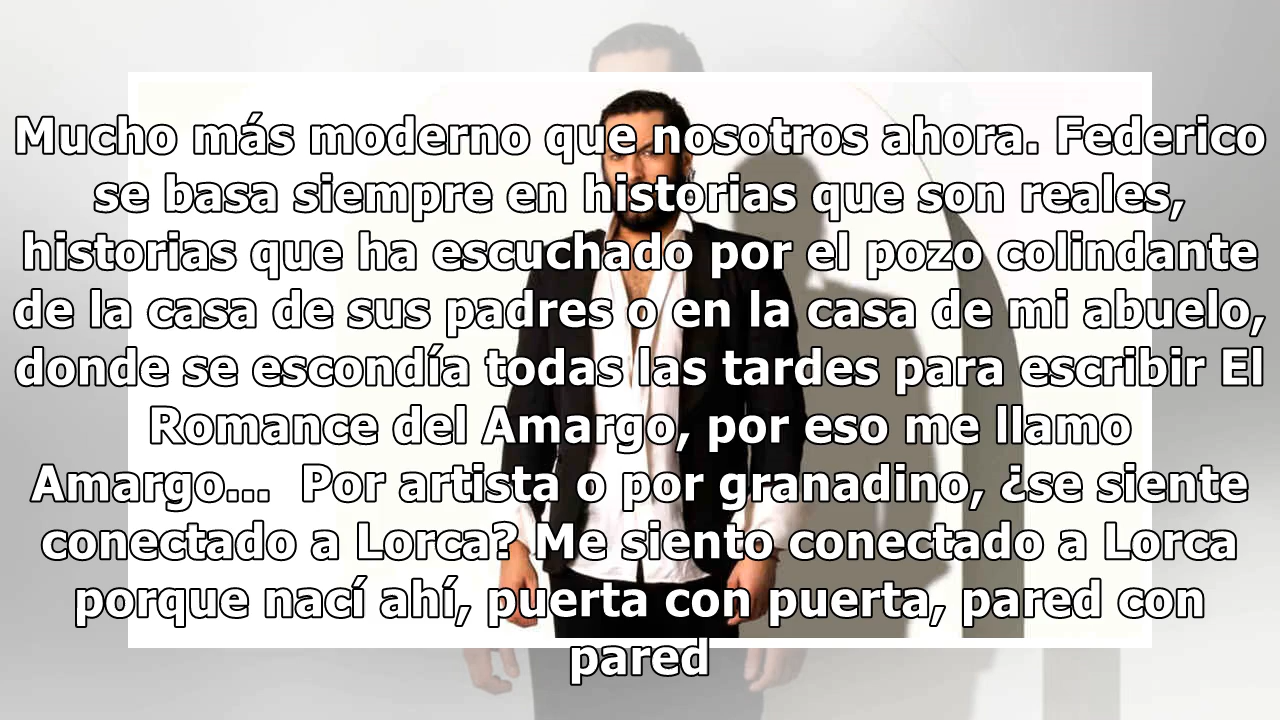 Mucho más moderno que nosotros ahora. Federico
se basa siempre en historias que son reales,
historias que ha escuchado por el pozo colindante
de la casa de sus padres o en la casa de mi abuelo,
donde se escondía todas las tardes para escribir El
Romance del Amargo, por eso me llamo
Amargo...  Por artista o por granadino, ¿se siente
conectado a Lorca? Me siento conectado a Lorca
porque nací ahí, puerta con puerta, pared con
pared